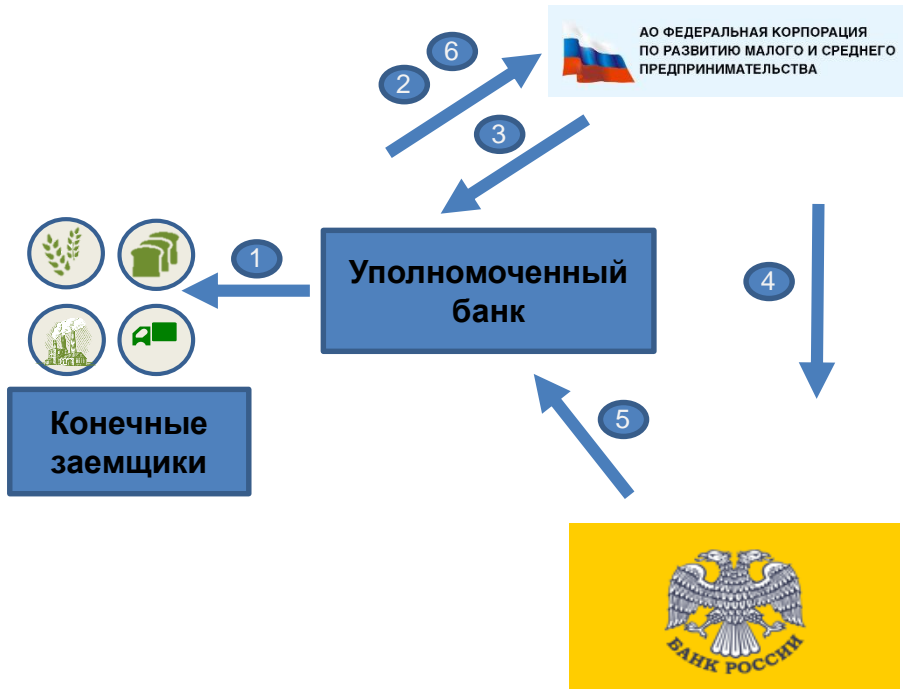 АО ФЕДЕРАЛЬНАЯ КОРПОРАЦИЯ
ПО РАЗВИТИЮ МАЛОГО И СРЕДНЕГО
ПРЕДПРИНИМАТЕЛЬСТВА
6
2
3
1
Уполномоченный
банк
4
Конечные
заемщики
5
БАНК РОССИИ